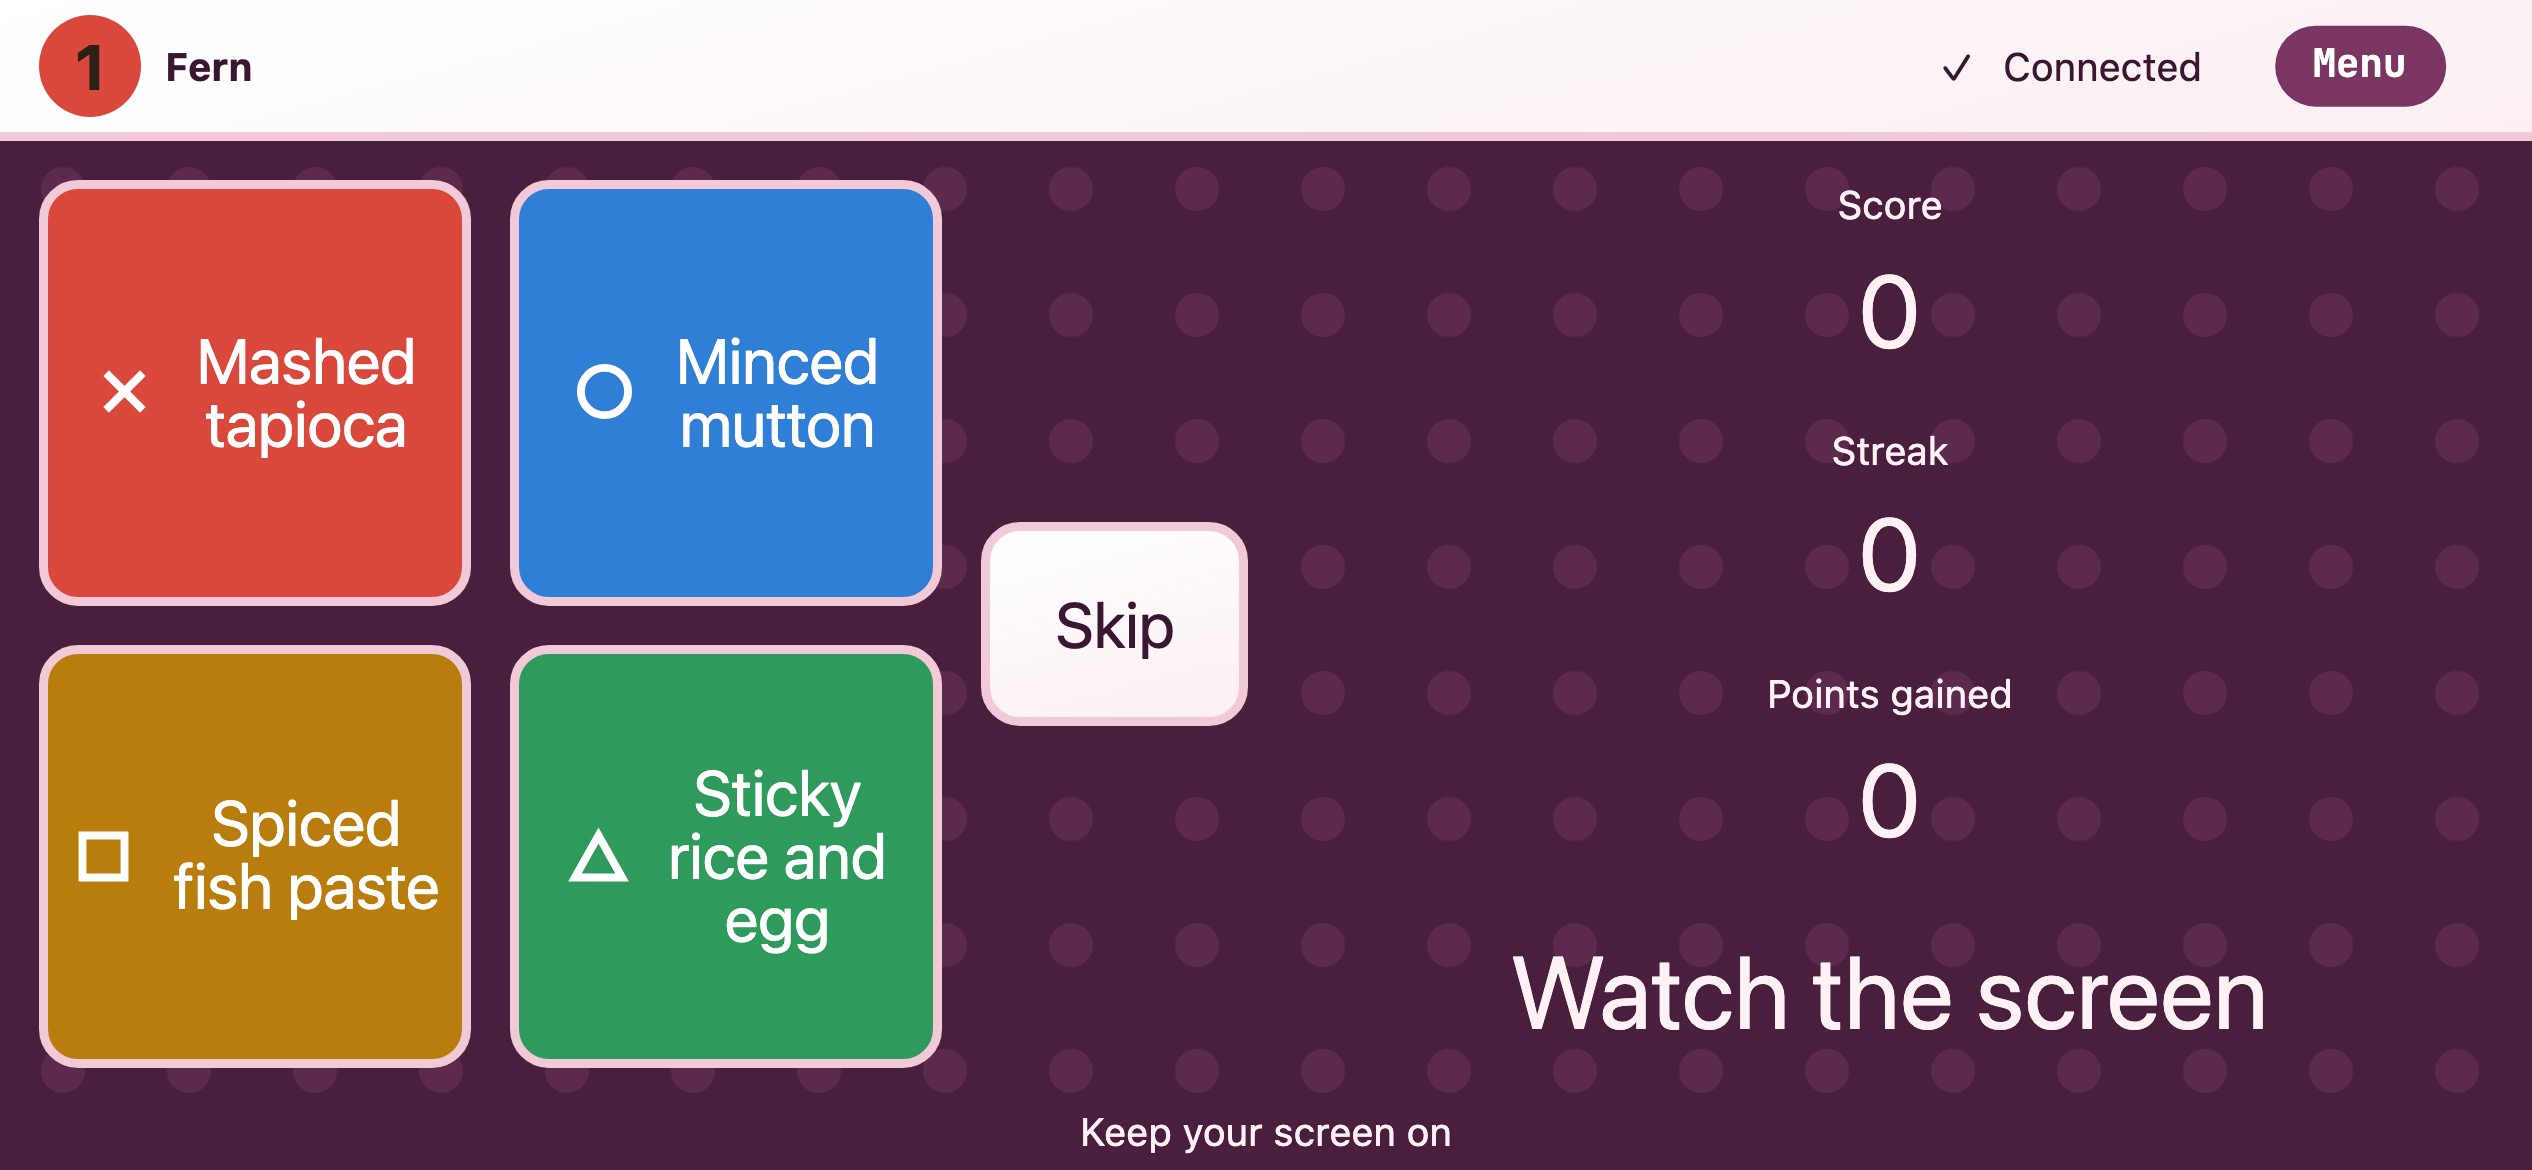 1 Fern
✓ Connected
Menu
Mashed
tapioca
Minced
mutton
Spiced
fish paste
Sticky
rice and
egg
Skip
Score
0
Streak
0
Points gained
0
Watch the screen
Keep your screen on